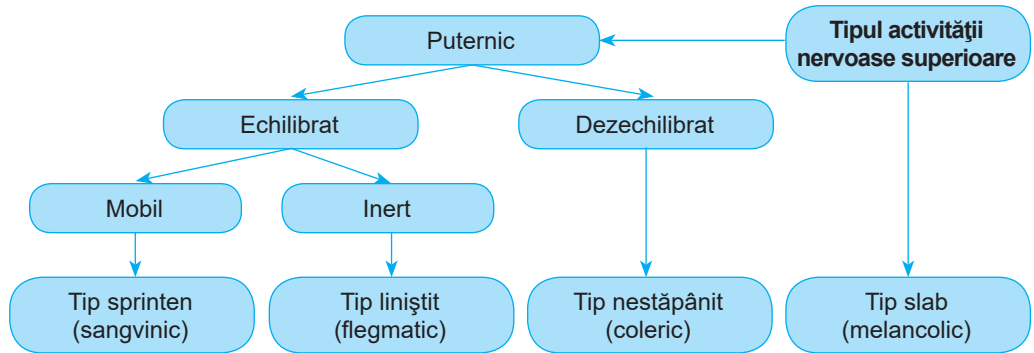 Puternic
Tipul activităţii
nervoase superioare
Echilibrat
Dezechilibrat
Mobil
Inert
Tip sprinten
(sangvinic)
Tip liniştit
(flegmatic)
Tip nestăpânit
(coleric)
Tip slab
(melancolic)